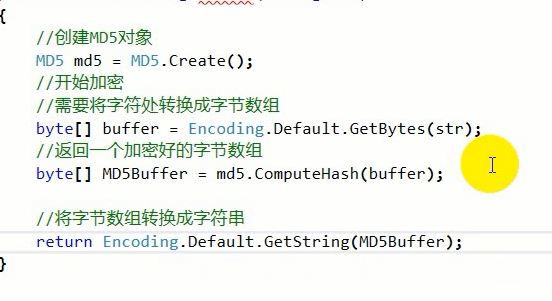 {
//创建MD5对象
MD5 md5 = MD5.Create();
//开始加密
//需要将字符处转换成字节数组
byte[] buffer = Encoding.Default.GetBytes(str);
//返回一个加密好的字节数组
byte[] MD5Buffer = md5.ComputeHash(buffer);
//将字节数组转换成字符串
return Encoding.Default.GetString(MD5Buffer);
}